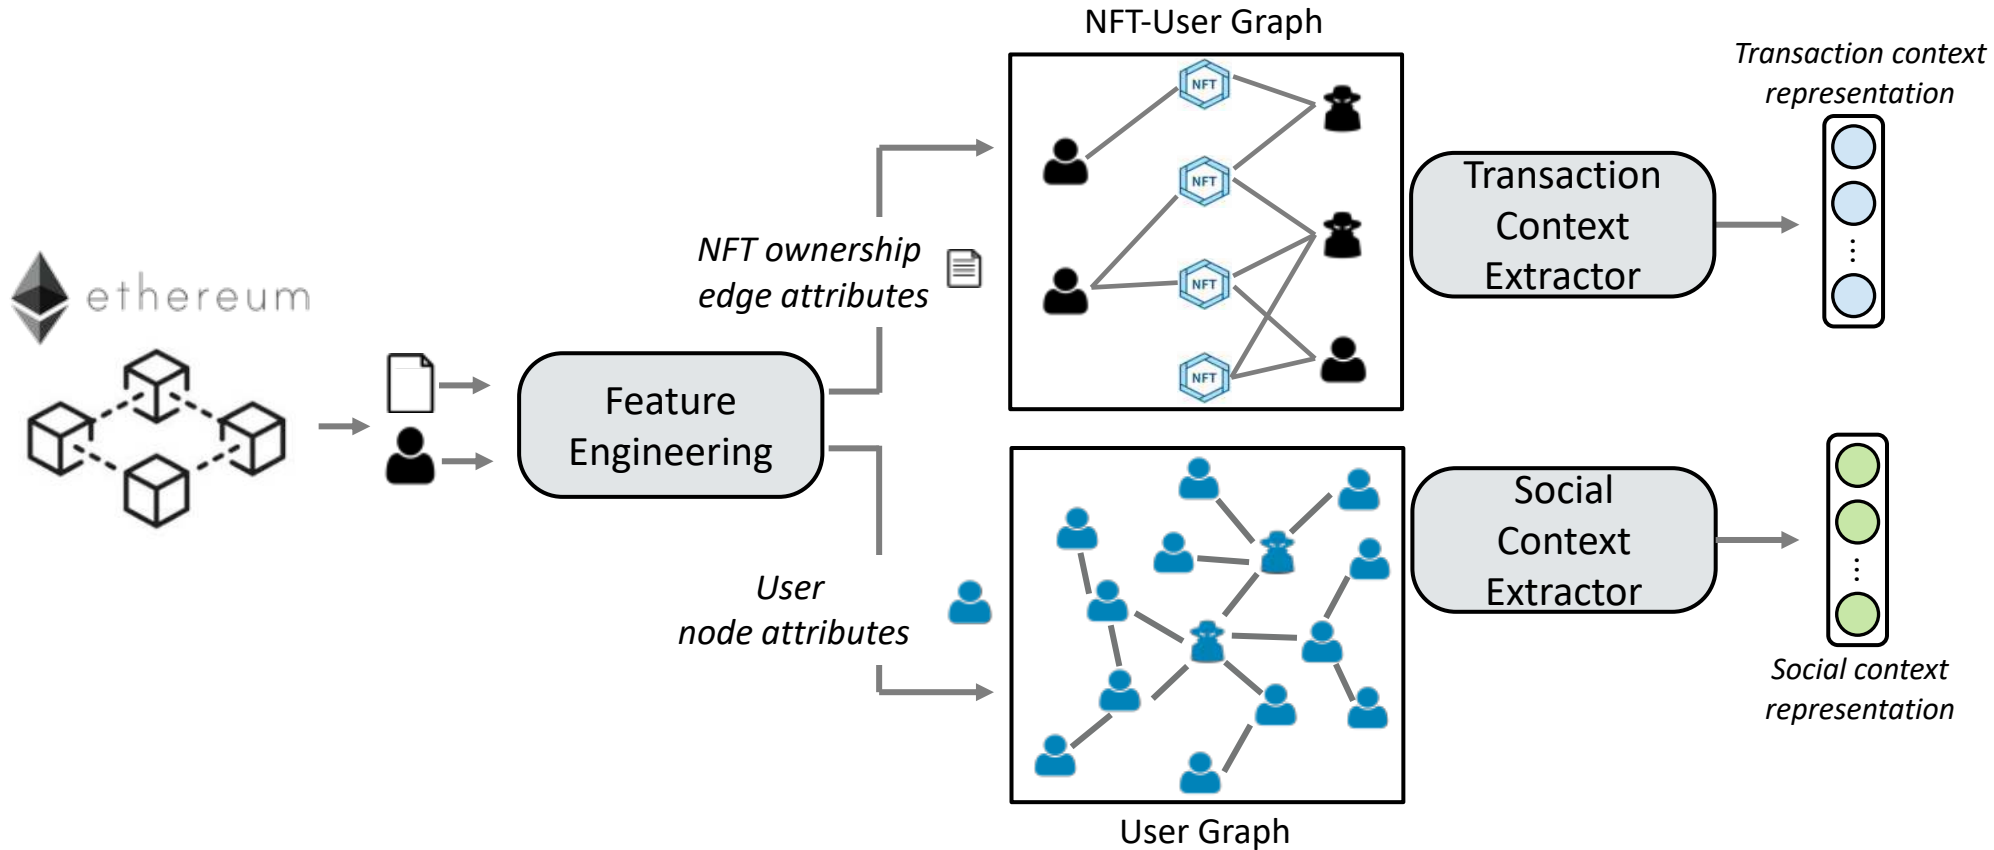 NFT-User Graph
Transaction context
representation
NFT
NFT
NFT
NFT
Transaction
Context
Extractor
⋮
NFT ownership
edge attributes
ethereum
Feature
Engineering
User
node attributes
Social
Context
Extractor
⋮
Social context
representation
User Graph